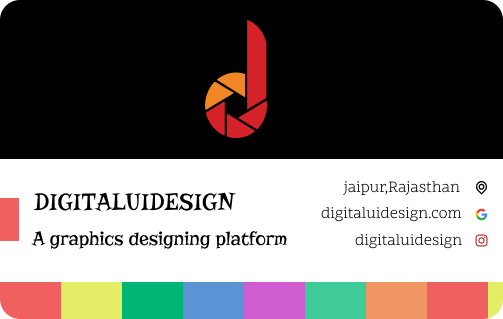 DIGITALUIDESIGN
A graphics designing platform
jaipur,Rajasthan
digitaluidesign.com
digitaluidesign